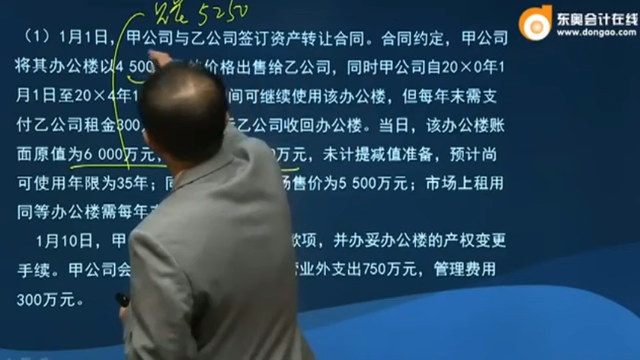 5250
东奥会计在线
www.dongao.com
(1) 1月1日，甲公司与乙公司签订资产转让合同。合同约定，甲公司
将其办公楼以4 500 价格出售给乙公司，同时甲公司自20×0年1
月1日至20×4年1 间可继续使用该办公楼，但每年末需支
付乙公司租金300 乙公司收回办公楼。当日，该办公楼账
面原值为6 000万元， 万元，未计提减值准备，预计尚
可使用年限为35年；同 售价为5 500万元；市场上租用
同等办公楼需每年
1月10日，甲 款项，并办妥办公楼的产权变更
手续。甲公司会 业外支出750万元，管理费用
300万元。